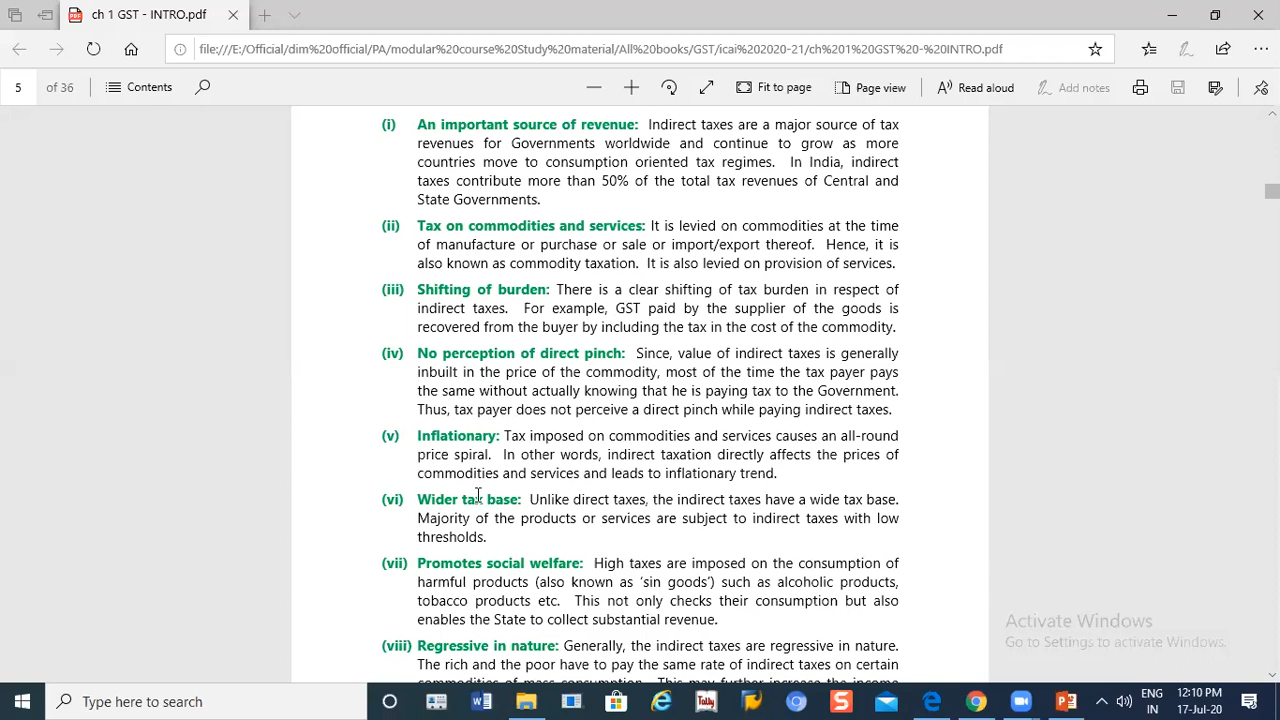 ch 1 GST - INTRO.pdf
file:///E:/Official/dim%20official/PA/modular%20course%20Study%20material/All%20books/GST/icai%202020-21/ch%201%20GST%20-%20INTRO.pdf
5 of 36 Contents Fit to page Page view Read aloud Add notes
(i) An important source of revenue: Indirect taxes are a major source of tax
revenues for Governments worldwide and continue to grow as more
countries move to consumption oriented tax regimes. In India, indirect
taxes contribute more than 50% of the total tax revenues of Central and
State Governments.
(ii) Tax on commodities and services: It is levied on commodities at the time
of manufacture or purchase or sale or import/export thereof. Hence, it is
also known as commodity taxation. It is also levied on provision of services.
(iii) Shifting of burden: There is a clear shifting of tax burden in respect of
indirect taxes. For example, GST paid by the supplier of the goods is
recovered from the buyer by including the tax in the cost of the commodity.
(iv) No perception of direct pinch: Since, value of indirect taxes is generally
inbuilt in the price of the commodity, most of the time the tax payer pays
the same without actually knowing that he is paying tax to the Government.
Thus, tax payer does not perceive a direct pinch while paying indirect taxes.
(v) Inflationary: Tax imposed on commodities and services causes an all-round
price spiral. In other words, indirect taxation directly affects the prices of
commodities and services and leads to inflationary trend.
(vi) Wider tax base: Unlike direct taxes, the indirect taxes have a wide tax base.
Majority of the products or services are subject to indirect taxes with low
thresholds.
(vii) Promotes social welfare: High taxes are imposed on the consumption of
harmful products (also known as 'sin goods') such as alcoholic products,
tobacco products etc. This not only checks their consumption but also
enables the State to collect substantial revenue.
(viii) Regressive in nature: Generally, the indirect taxes are regressive in nature.
The rich and the poor have to pay the same rate of indirect taxes on certain
commodities of mass consumption. This may further increase the income
Activate Windows
Go to Settings to activate Windows.
Type here to search
Tally
ENG
IN
12:10 PM
17-Jul-20